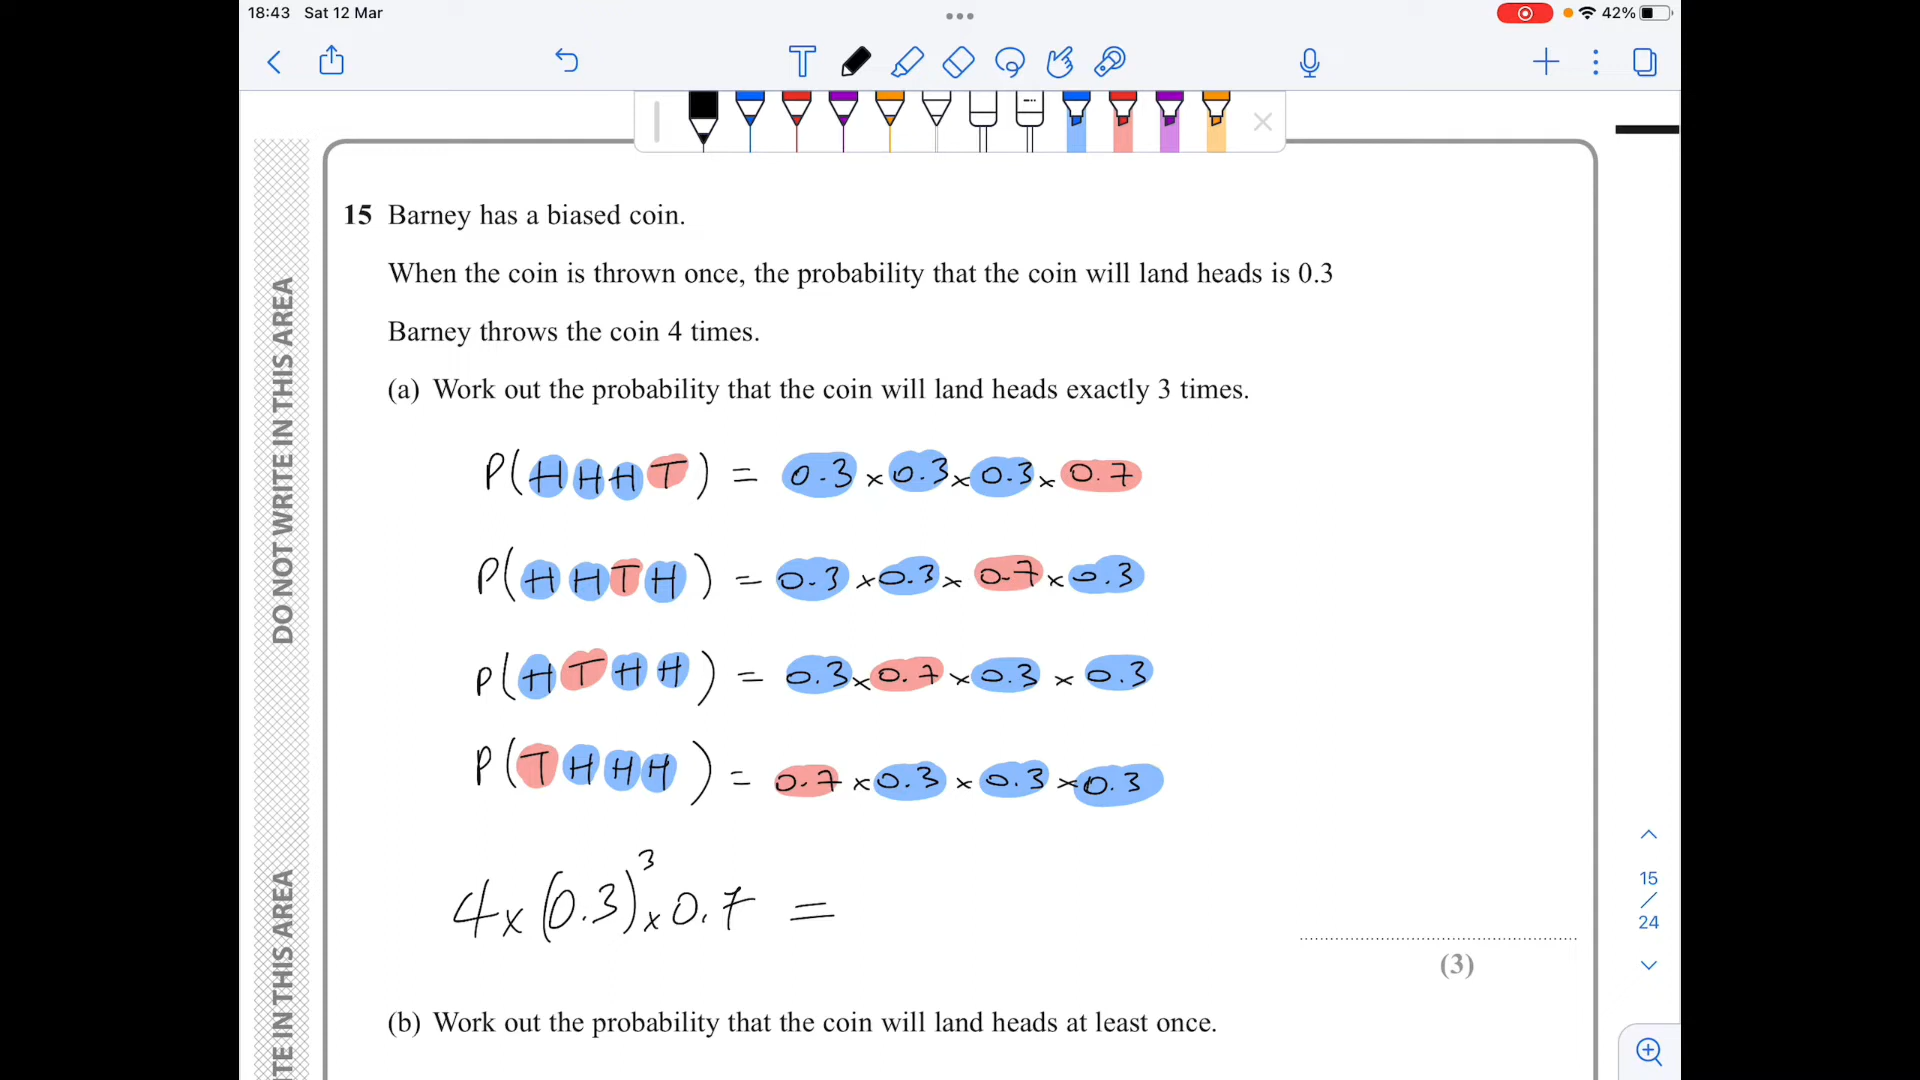 18:43 Sat 12 Mar
42%
T
15 Barney has a biased coin.
When the coin is thrown once, the probability that the coin will land heads is 0.3
Barney throws the coin 4 times.
(a) Work out the probability that the coin will land heads exactly 3 times.
P(HHHT) = 0.3 × 0.3 × 0.3 × 0.7
P(HHTH) = 0.3 × 0.3 × 0.7 × 0.3
P(HTHH) = 0.3 × 0.7 × 0.3 × 0.3
P(THHH) = 0.7 × 0.3 × 0.3 × 0.3
4 × (0.3)³ × 0.7 =
(3)
(b) Work out the probability that the coin will land heads at least once.
DO NOT WRITE IN THIS AREA
ITE IN THIS AREA
15
/
24